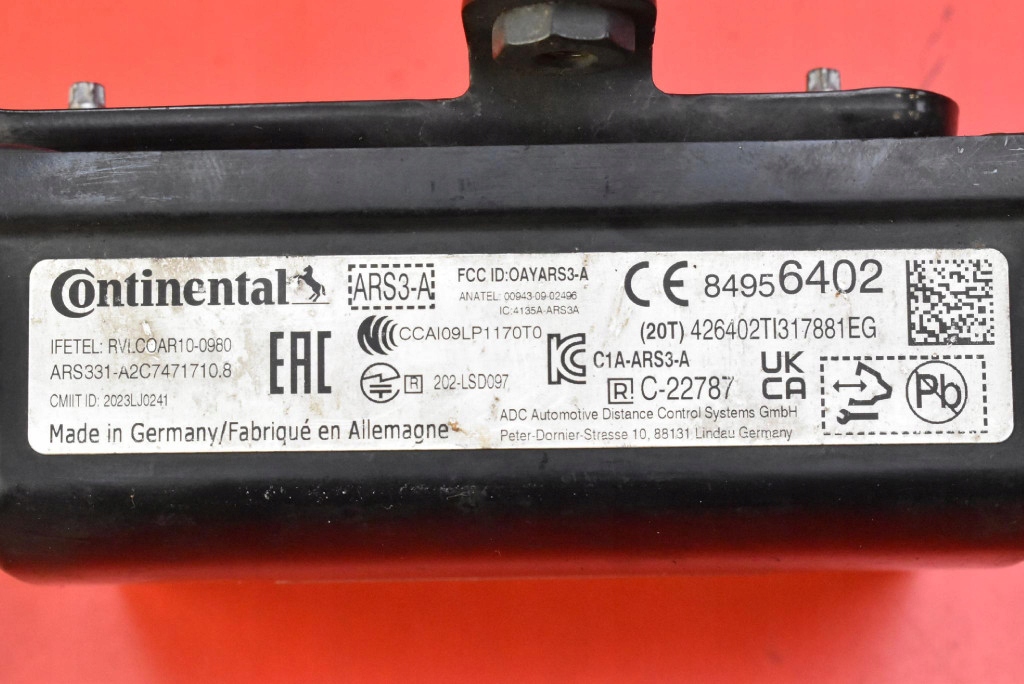 Continental
ARS3-A
FCC ID:OAYARS3-A
ANATEL: 00943-09-02496
IC:4135A-ARS3A
CE 84956402
IFETEL: RVLCOAR10-0980
ARS331-A2C7471710.8
CMIIT ID: 2023LJ0241
EAC
CCAI09LP1170T0
R 202-LSD097
(20T) 426402TI317881EG
KC C1A-ARS3-A
R C-22787
UK
CA
Pb
Made in Germany/Fabriqué en Allemagne
ADC Automotive Distance Control Systems GmbH
Peter-Dornier-Strasse 10, 88131 Lindau Germany